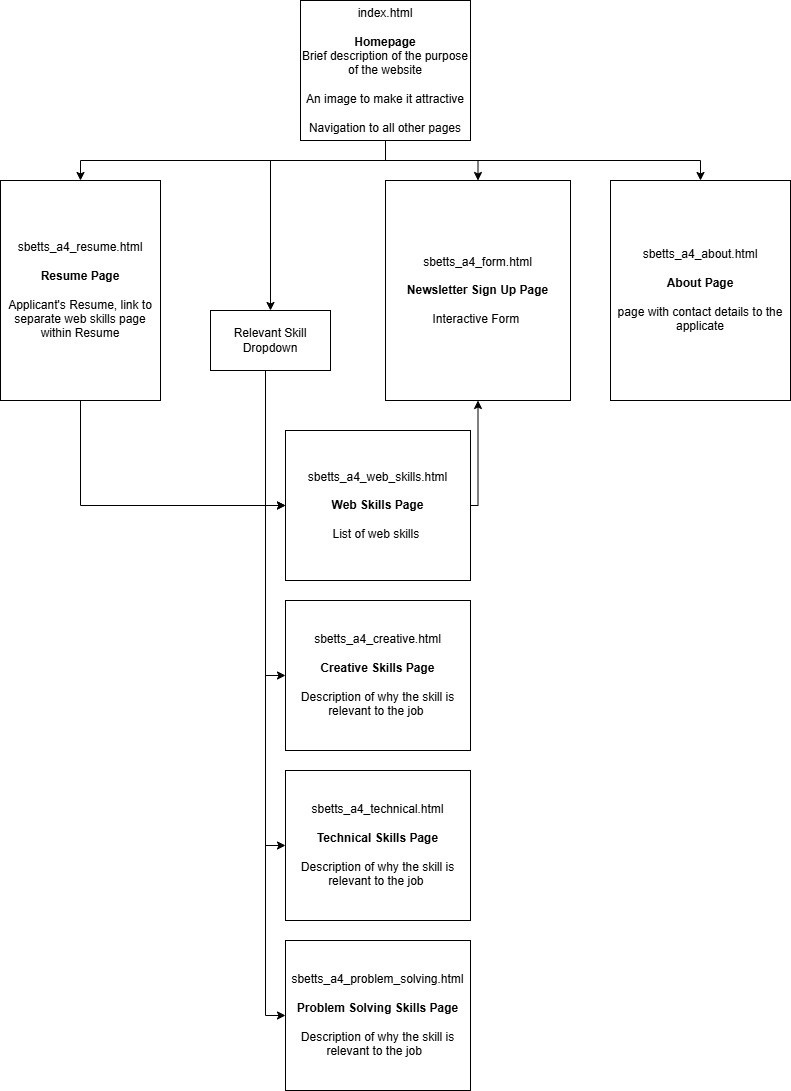 index.html
Homepage
Brief description of the purpose
of the website
An image to make it attractive
Navigation to all other pages
sbetts_a4_resume.html
Resume Page
Applicant's Resume, link to
separate web skills page
within Resume
Relevant Skill
Dropdown
sbetts_a4_form.html
Newsletter Sign Up Page
Interactive Form
sbetts_a4_about.html
About Page
page with contact details to the
applicate
sbetts_a4_web_skills.html
Web Skills Page
List of web skills
sbetts_a4_creative.html
Creative Skills Page
Description of why the skill is
relevant to the job
sbetts_a4_technical.html
Technical Skills Page
Description of why the skill is
relevant to the job
sbetts_a4_problem_solving.html
Problem Solving Skills Page
Description of why the skill is
relevant to the job